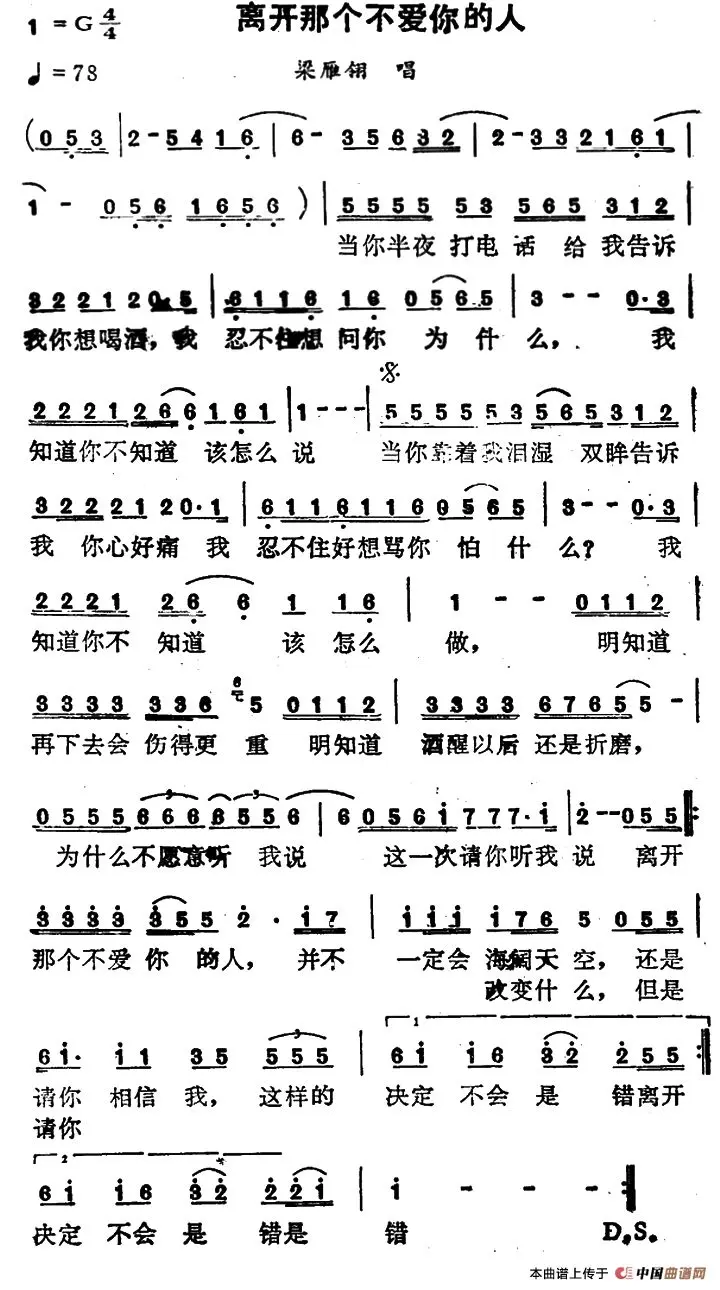 离开那个不爱你的人
1=G 4/4
♩=78
梁雁翎 唱
(0 5 3 | 2 - 5 4 1 6 | 6 - 3 5 6 3 2 | 2 - 3 3 2 1 6 1 |
1 - 0 5 6 1 6 5 6 ) | 5 5 5 5 5 3 5 6 5 3 1 2 |
当你半夜 打电 话 给 我告诉
3 2 2 1 2 0·5 | 6 1 1 6 1 6 0 5 6 5 | 3 - - 0·3 |
我你想喝酒，我 忍不住想 问你 为 什 么， 我
2 2 2 1 2 6 6 1 6 1 | 1 - - - | 5 5 5 5 5 3 5 6 5 3 1 2 |
知道你不知道 该怎么 说 当你靠着我泪湿 双眸告诉
3 2 2 2 1 2 0·1 | 6 1 1 6 1 1 6 0 5 6 5 | 3 - - 0·3 |
我 你心好痛 我 忍不住好想骂你 怕 什 么？ 我
2 2 2 1 2 6 6 1 1 6 | 1 - - 0 1 1 2 |
知道你不 知道 该 怎么 做， 明知道
3 3 3 3 3 3 6 6 5 0 1 1 2 | 3 3 3 3 6 7 6 5 5 - |
再下去会 伤得更 重 明知道 酒醒以后 还是折磨，
0 5 5 5 6 6 6 6 5 5 5 6 | 6 0 5 6 1 7 7 7·1 | 2 - - 0 5 5 :
为什么不愿意听 我说 这一次请你听我 说 离开
3 3 3 3 3 5 5 2 · 1 7 | 1 1 1 1 7 6 5 0 5 5 |
那个不爱 你 的人， 并不 一定会 海阔天 空，还是
改变什 么，但是
6 1· 1 1 3 5 5 5 5 | 1 6 1 1 6 3 2 2 5 5 :
请你 相信 我，这样的 决定 不会 是 错离开
请你
2 6 1 1 6 3 2 2 2 1 | 1 - - - :
决定 不会 是 错是 错 D.S.
本曲谱上传于 中国曲谱网